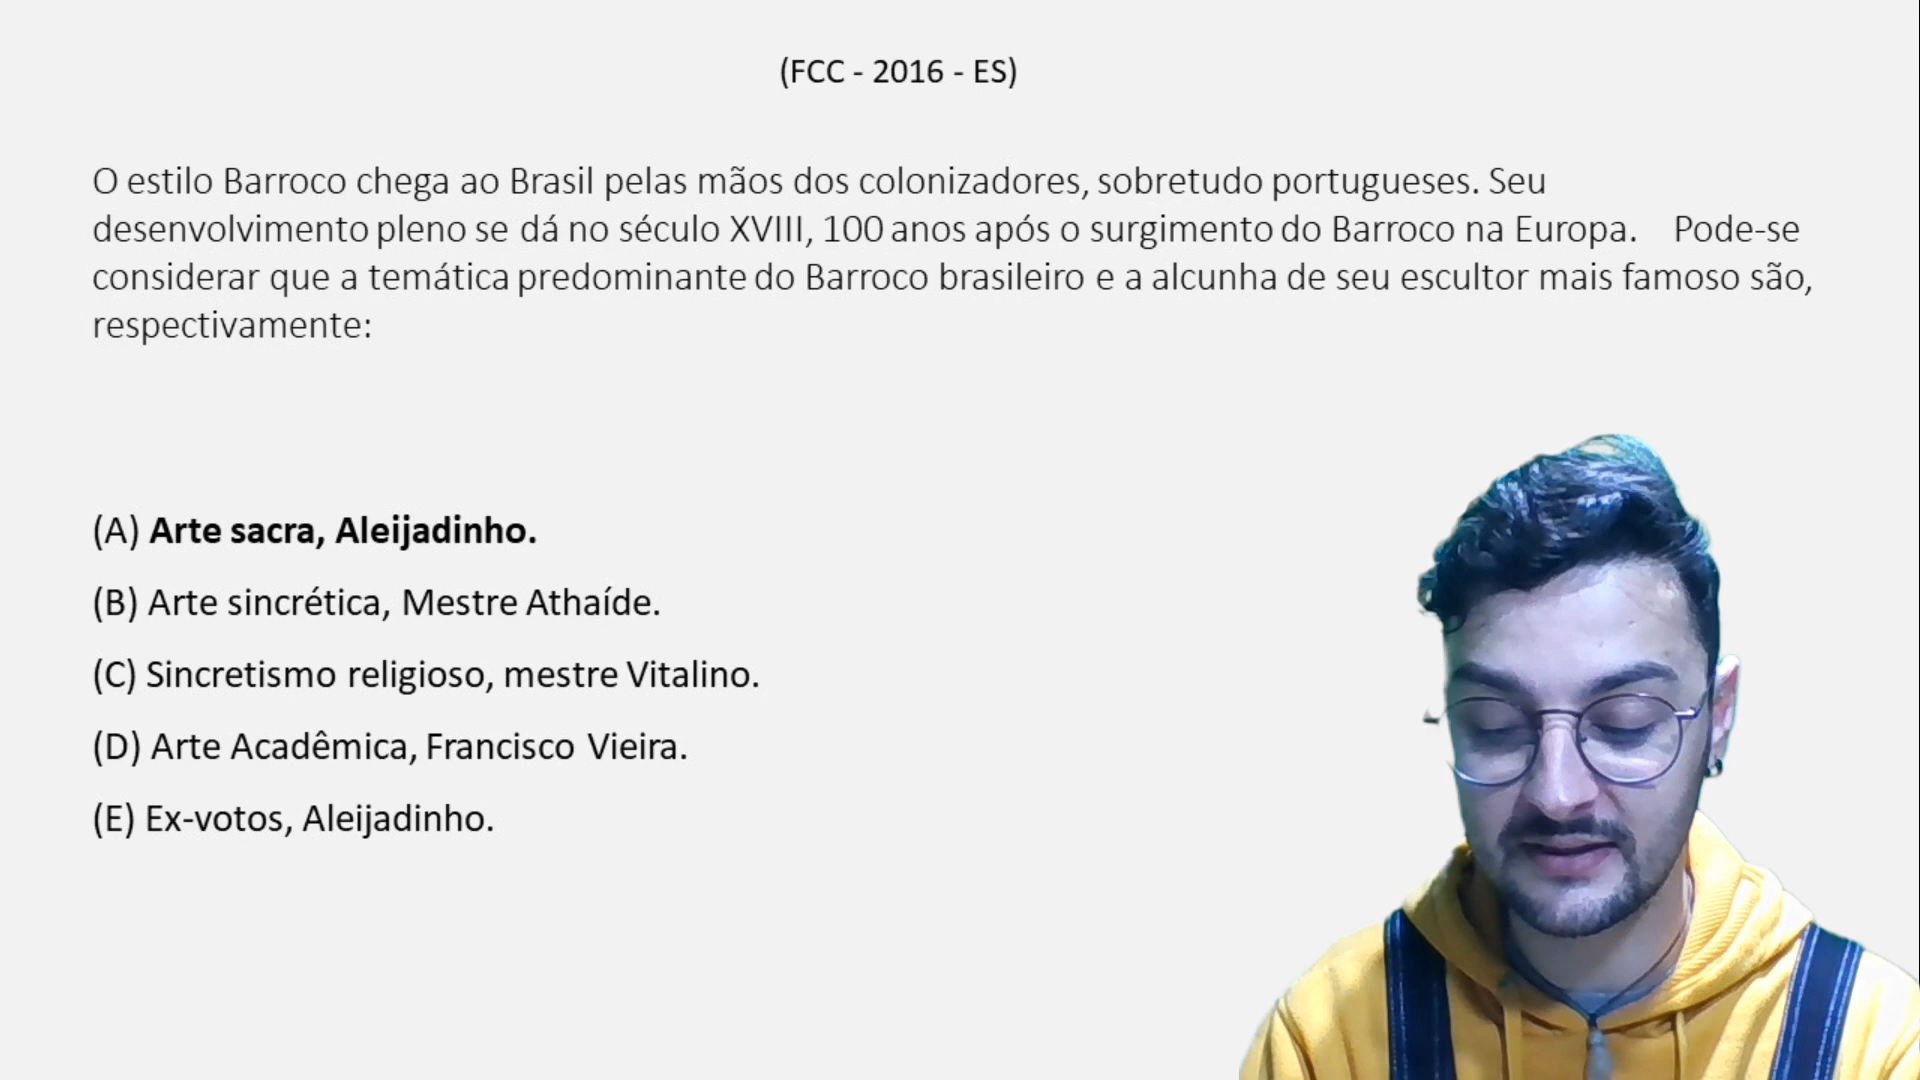 (FCC - 2016 - ES)
O estilo Barroco chega ao Brasil pelas mãos dos colonizadores, sobretudo portugueses. Seu
desenvolvimento pleno se dá no século XVIII, 100 anos após o surgimento do Barroco na Europa. Pode-se
considerar que a temática predominante do Barroco brasileiro e a alcunha de seu escultor mais famoso são,
respectivamente:
(A) Arte sacra, Aleijadinho.
(B) Arte sincrética, Mestre Athaíde.
(C) Sincretismo religioso, mestre Vitalino.
(D) Arte Acadêmica, Francisco Vieira.
(E) Ex-votos, Aleijadinho.